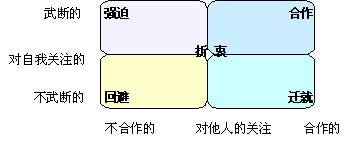 武断的 强迫 合作
对自我关注的 折 衷
不武断的 回避 迁就
不合作的 对他人的关注 合作的